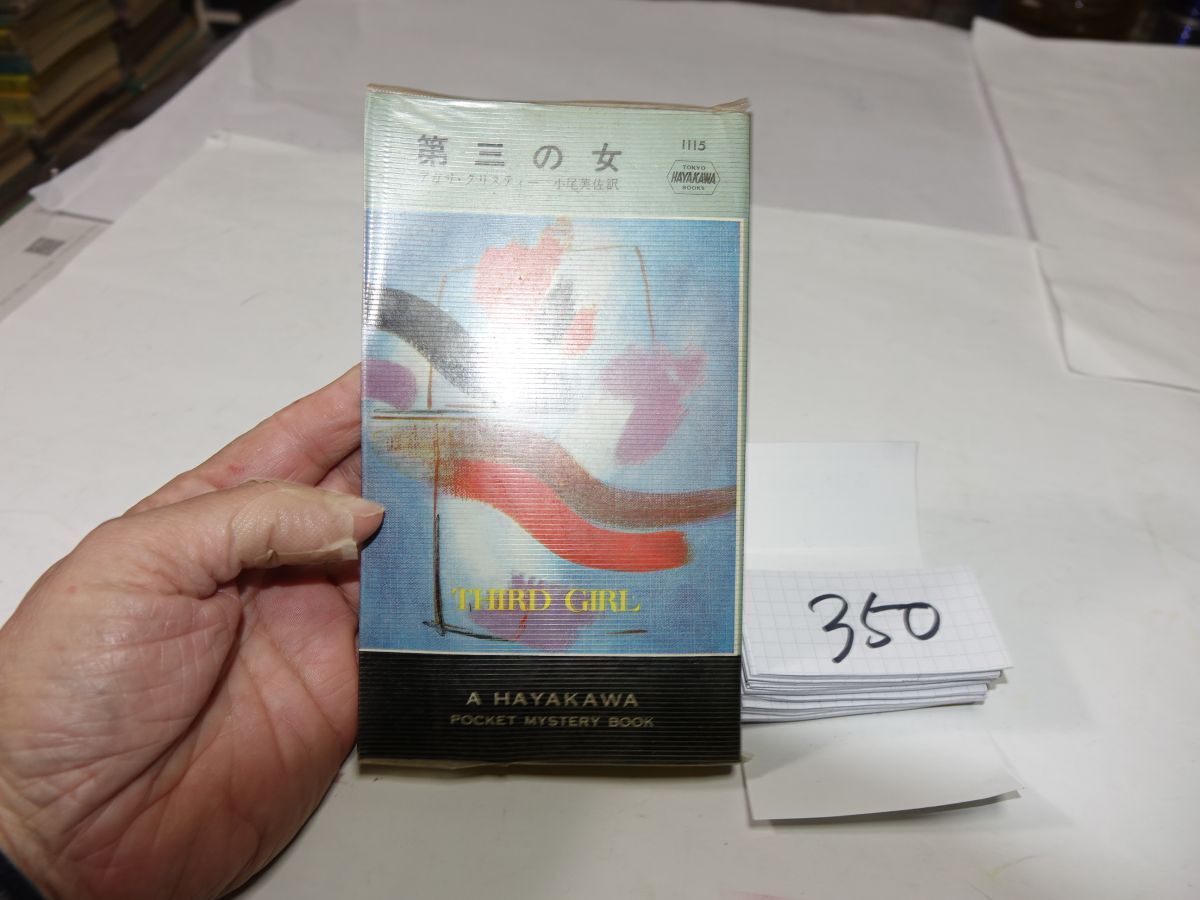 第三の女
アガサ・クリスティー 小尾芙佐訳
1115
TOKYO
HAYAKAWA
BOOKS
THIRD GIRL
A HAYAKAWA
POCKET MYSTERY BOOK
350